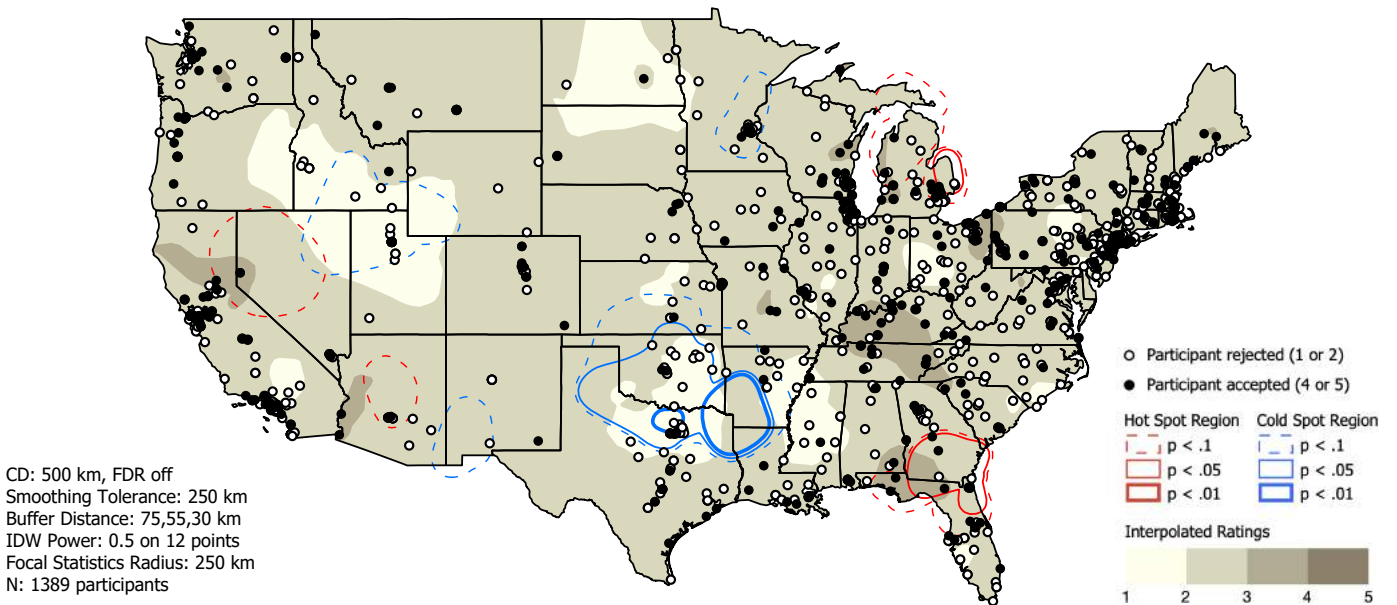 CD: 500 km, FDR off
Smoothing Tolerance: 250 km
Buffer Distance: 75,55,30 km
IDW Power: 0.5 on 12 points
Focal Statistics Radius: 250 km
N: 1389 participants
Participant rejected (1 or 2)
Participant accepted (4 or 5)
Hot Spot Region
p < .1
p < .05
p < .01
Cold Spot Region
p < .1
p < .05
p < .01
Interpolated Ratings
1 2 3 4 5